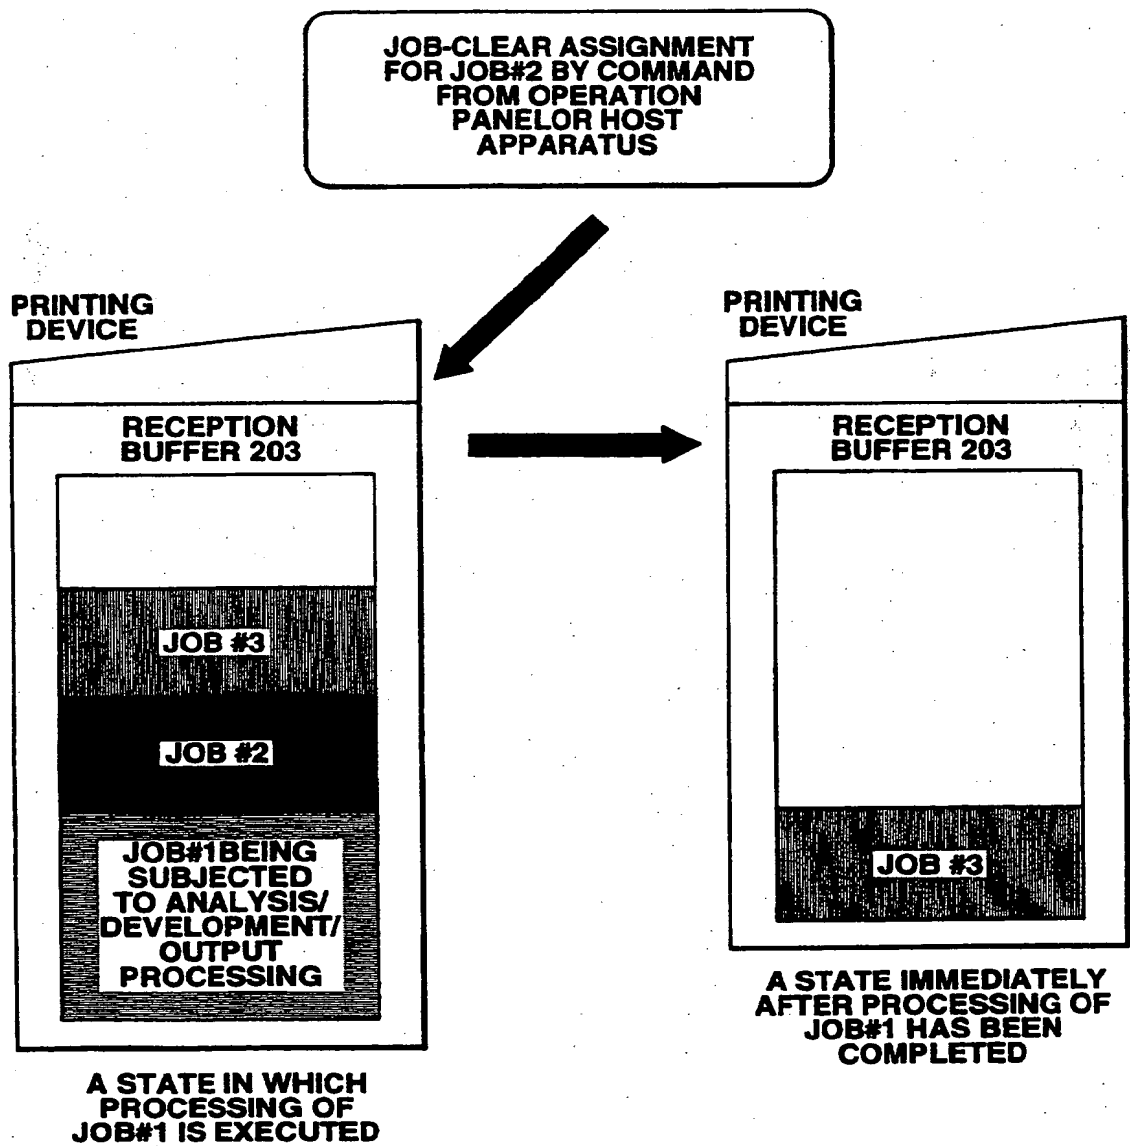 JOB-CLEAR ASSIGNMENT
FOR JOB#2 BY COMMAND
FROM OPERATION
PANELOR HOST
APPARATUS
PRINTING
DEVICE
RECEPTION
BUFFER 203
JOB #3
JOB #2
JOB#1BEING
SUBJECTED
TO ANALYSIS/
DEVELOPMENT/
OUTPUT
PROCESSING
A STATE IN WHICH
PROCESSING OF
JOB#1 IS EXECUTED
PRINTING
DEVICE
RECEPTION
BUFFER 203
JOB #3
A STATE IMMEDIATELY
AFTER PROCESSING OF
JOB#1 HAS BEEN
COMPLETED